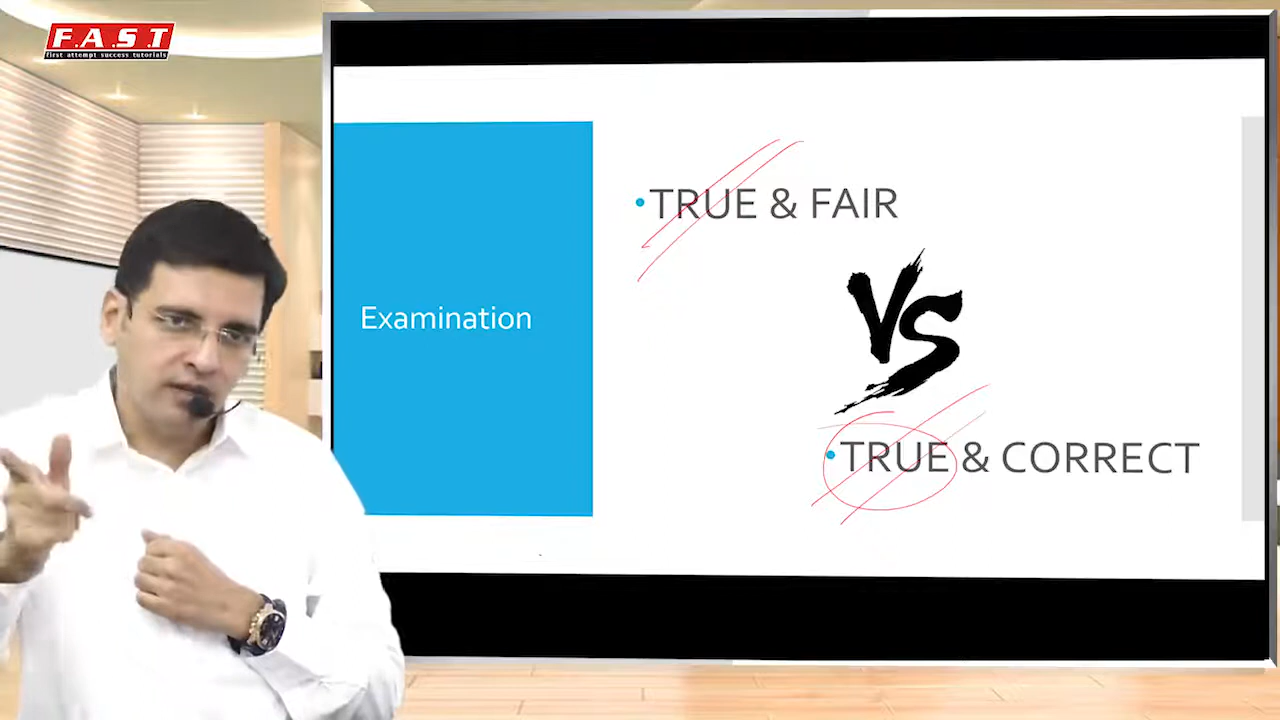 F.A.S.T
first attempt success tutorials
Examination
TRUE & FAIR
VS
TRUE & CORRECT